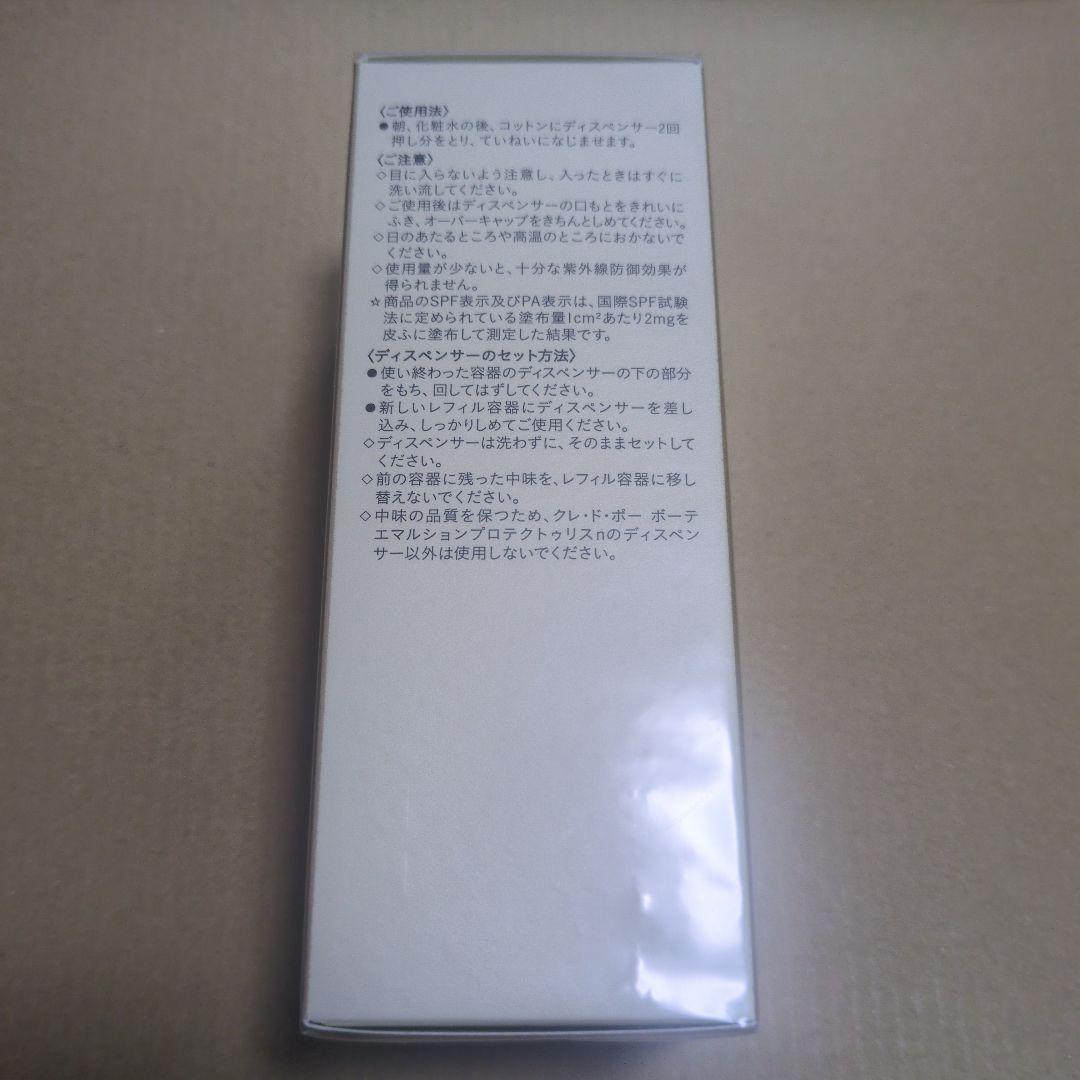 〈ご使用法〉
●朝、化粧水の後、コットンにディスペンサー2回
押し分をとり、ていねいになじませます。
〈ご注意〉
◇目に入らないよう注意し、入ったときはすぐに
洗い流してください。
◇ご使用後はディスペンサーの口もとをきれいに
ふき、オーバーキャップをきちんとしめてください。
◇日のあたるところや高温のところにおかないで
ください。
◇使用量が少ないと、十分な紫外線防御効果が
得られません。
☆商品のSPF表示及びPA表示は、国際SPF試験
法に定められている塗布量1cm²あたり2mgを
皮ふに塗布して測定した結果です。
〈ディスペンサーのセット方法〉
●使い終わった容器のディスペンサーの下の部分
をもち、回してはずしてください。
●新しいレフィル容器にディスペンサーを差し
込み、しっかりしめてご使用ください。
◇ディスペンサーは洗わずに、そのままセットして
ください。
◇前の容器に残った中味を、レフィル容器に移し
替えないでください。
◇中味の品質を保つため、クレ・ド・ポー ボーテ
エマルションプロテクトゥリスnのディスペン
サー以外は使用しないでください。